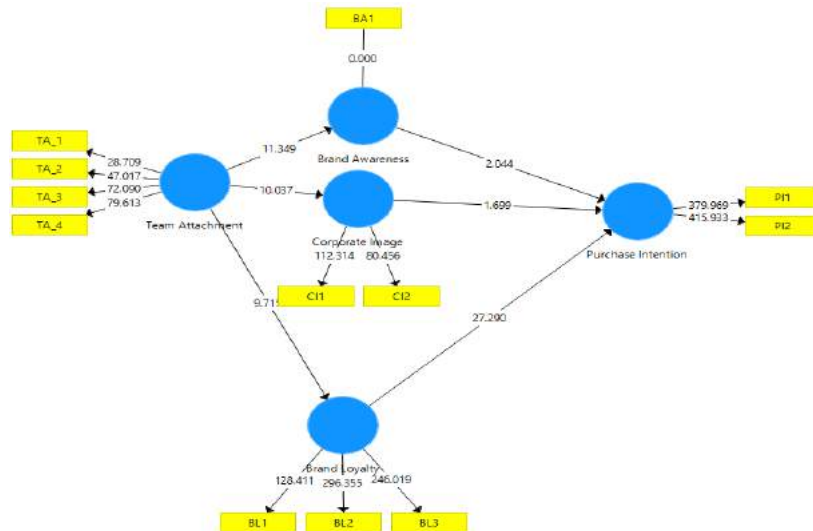 BA1
0.000
TA_1
TA_2
TA_3
TA_4
28.709
47.017
72.090
79.613
Team Attachment
11.349
Brand Awareness
2.044
10.037
Corporate Image
1.699
112.314
80.456
CI1
CI2
379.969
415.933
PI1
PI2
Purchase Intention
9.715
27.290
Brand Loyalty
128.411
296.355
246.019
BL1
BL2
BL3